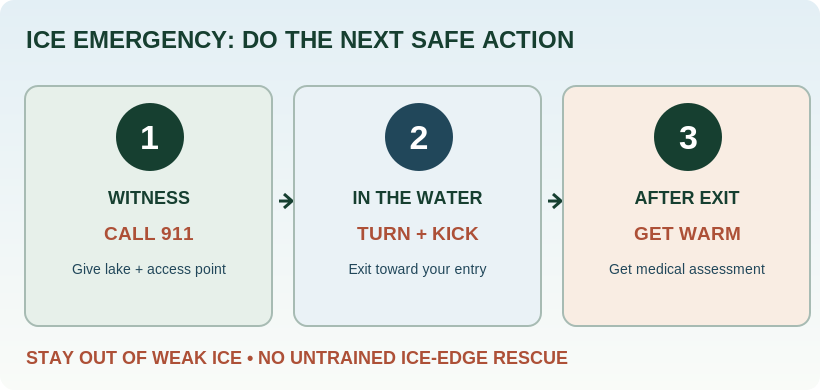 ICE EMERGENCY: DO THE NEXT SAFE ACTION
1
WITNESS
CALL 911
Give lake + access point
2
IN THE WATER
TURN + KICK
Exit toward your entry
3
AFTER EXIT
GET WARM
Get medical assessment
STAY OUT OF WEAK ICE • NO UNTRAINED ICE-EDGE RESCUE